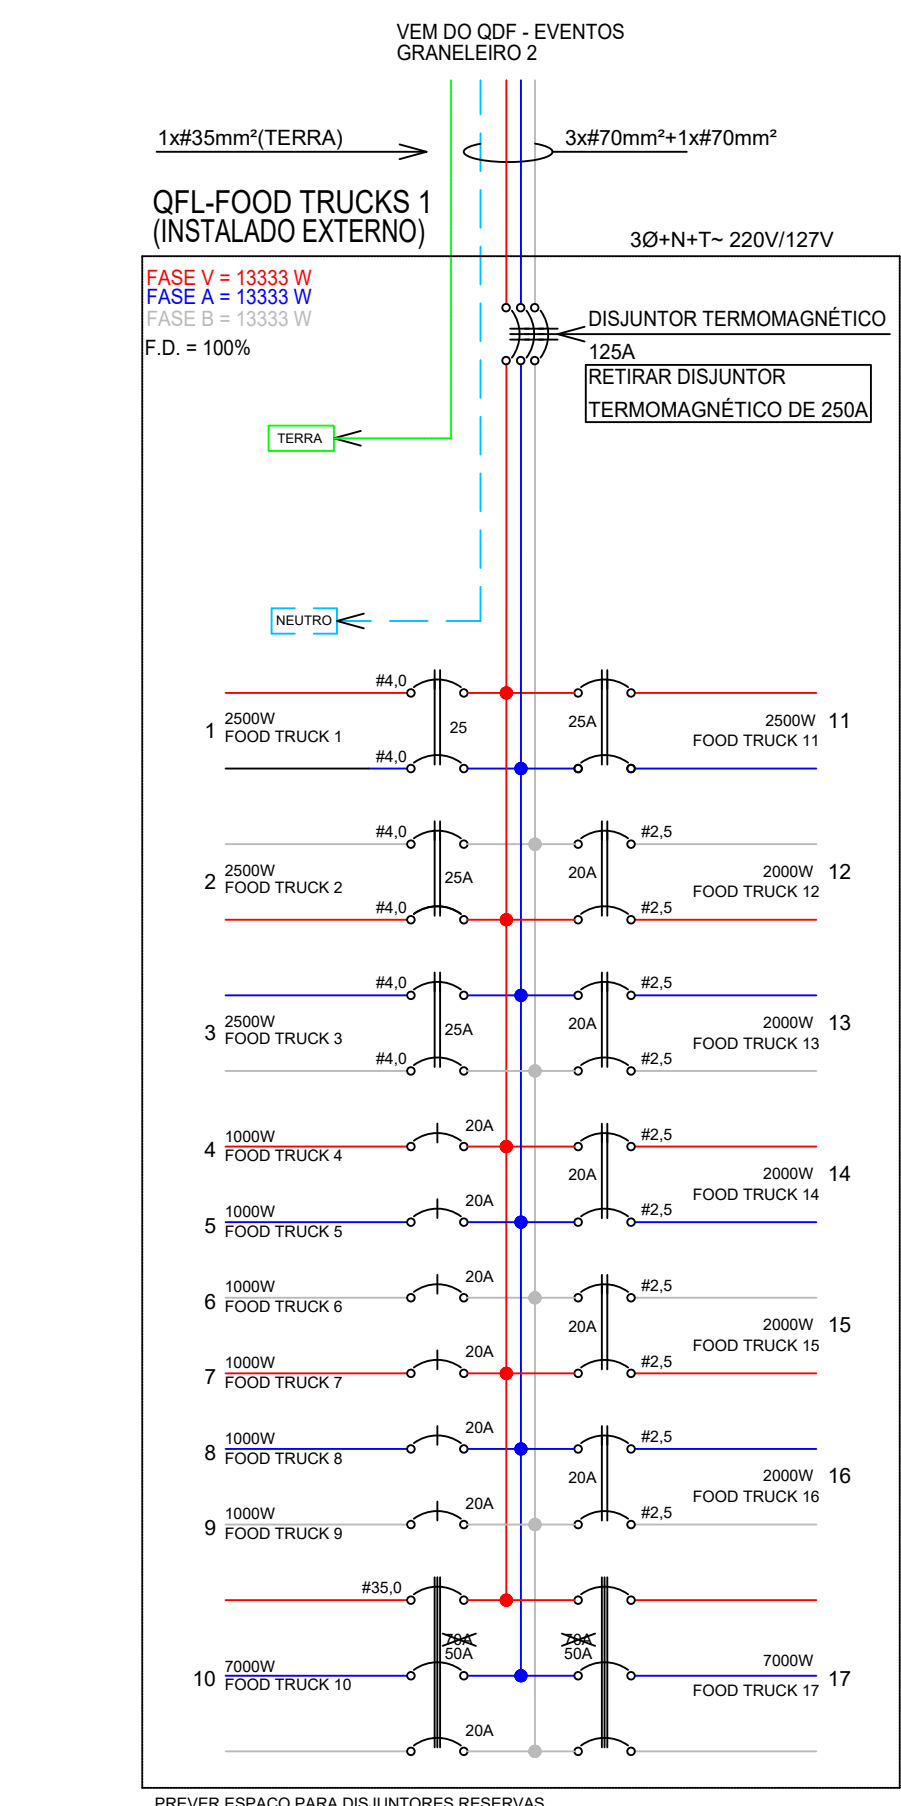 VEM DO QDF - EVENTOS
GRANELEIRO 2
1x#35mm²(TERRA)
3x#70mm²+1x#70mm²
QFL-FOOD TRUCKS 1
(INSTALADO EXTERNO)
3Ø+N+T~ 220V/127V
FASE V = 13333 W
FASE A = 13333 W
FASE B = 13333 W
F.D. = 100%
DISJUNTOR TERMOMAGNÉTICO
125A
RETIRAR DISJUNTOR
TERMOMAGNÉTICO DE 250A
TERRA
NEUTRO
#4,0
1 2500W
FOOD TRUCK 1
25
#4,0
25A
2500W 11
FOOD TRUCK 11
#4,0
2 2500W
FOOD TRUCK 2
25A
#4,0
#2,5
20A
2000W 12
FOOD TRUCK 12
#2,5
#4,0
3 2500W
FOOD TRUCK 3
25A
#4,0
#2,5
20A
2000W 13
FOOD TRUCK 13
#2,5
4 1000W
FOOD TRUCK 4
20A
5 1000W
FOOD TRUCK 5
20A
#2,5
20A
2000W 14
FOOD TRUCK 14
#2,5
6 1000W
FOOD TRUCK 6
20A
7 1000W
FOOD TRUCK 7
20A
#2,5
20A
2000W 15
FOOD TRUCK 15
#2,5
8 1000W
FOOD TRUCK 8
20A
9 1000W
FOOD TRUCK 9
20A
#2,5
20A
2000W 16
FOOD TRUCK 16
#2,5
#35,0
10 7000W
FOOD TRUCK 10
70A
50A
20A
70A
50A
7000W 17
FOOD TRUCK 17
PREVER ESPAÇO PARA DISJUNTORES RESERVAS